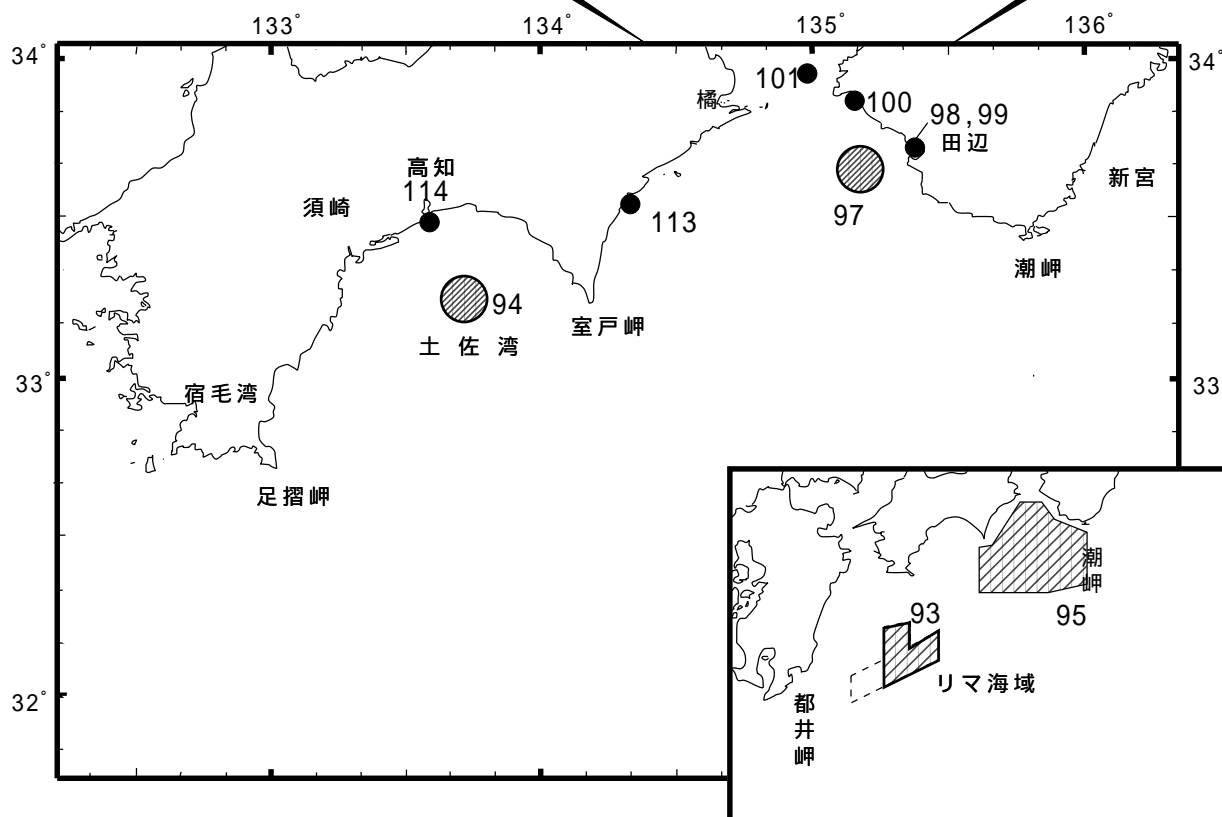 133°
134°
135°
136°
34°
34°
101
橘
100
98,99
田辺
高知
114
新宮
須崎
97
113
潮岬
94
室戸岬
土佐湾
33°
33
宿毛湾
足摺岬
潮岬
93
95
リマ海域
32°
都井岬